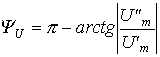 Ψ_U = π − arctg|U''_m / U'_m|